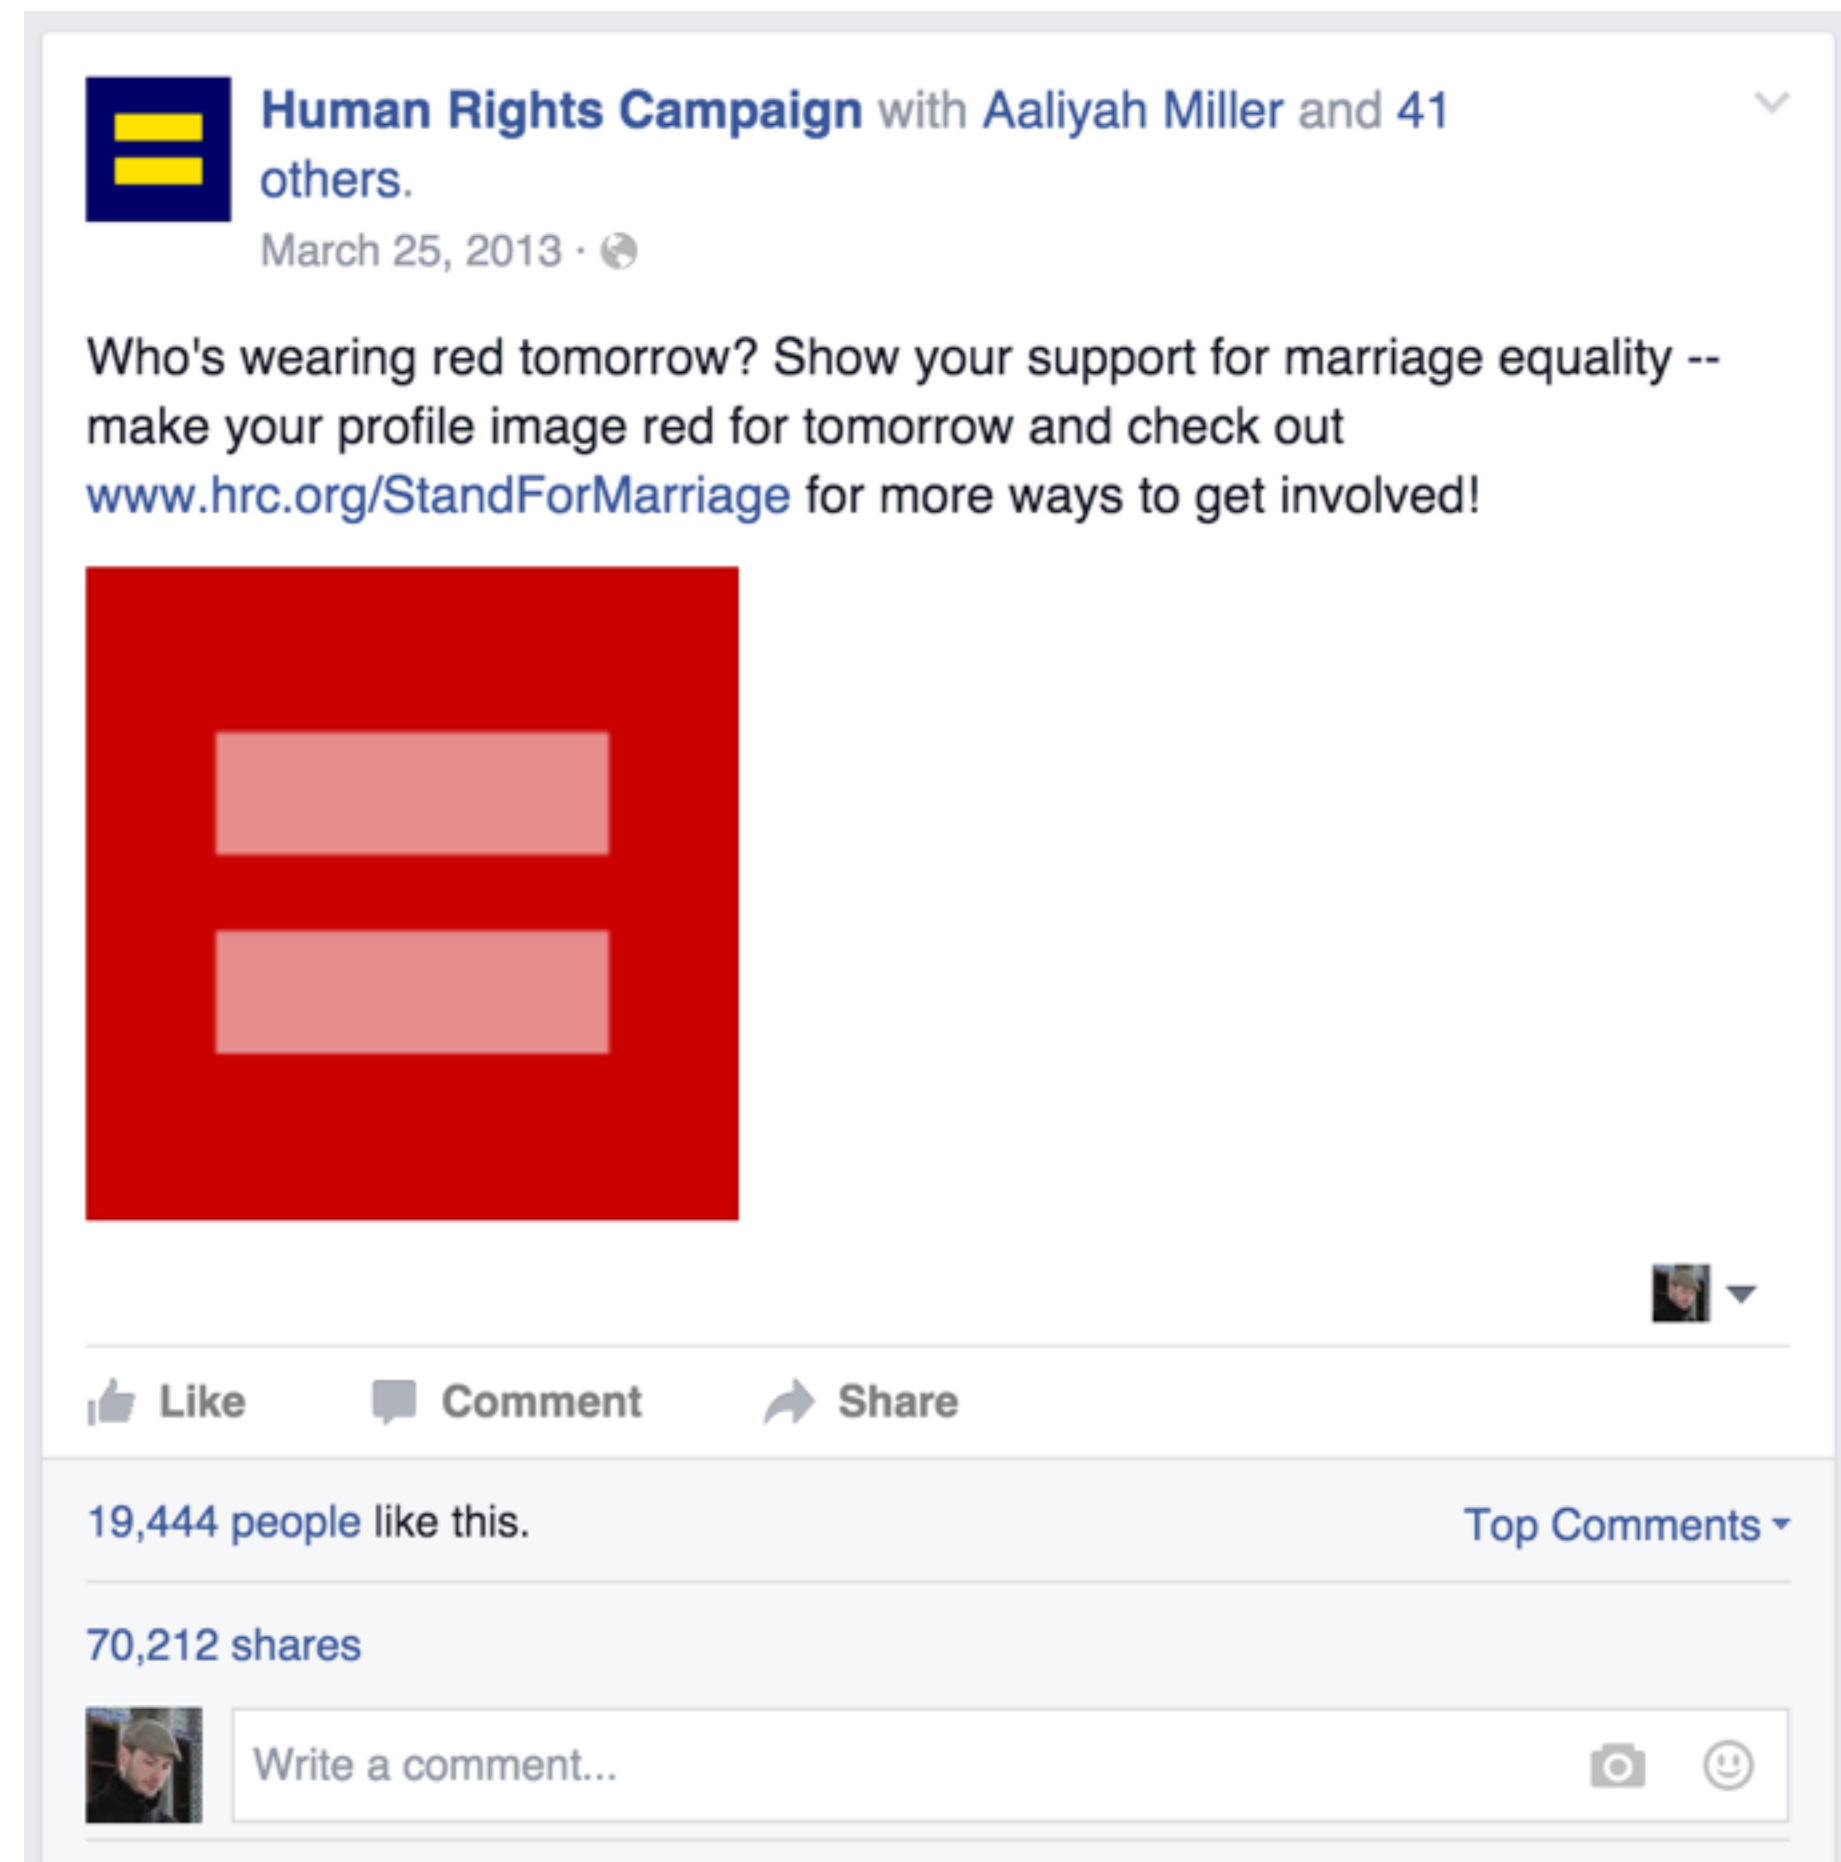 Human Rights Campaign with Aaliyah Miller and 41
others.
March 25, 2013 ·
Who's wearing red tomorrow? Show your support for marriage equality --
make your profile image red for tomorrow and check out
www.hrc.org/StandForMarriage for more ways to get involved!
Like Comment Share
19,444 people like this. Top Comments
70,212 shares
Write a comment...